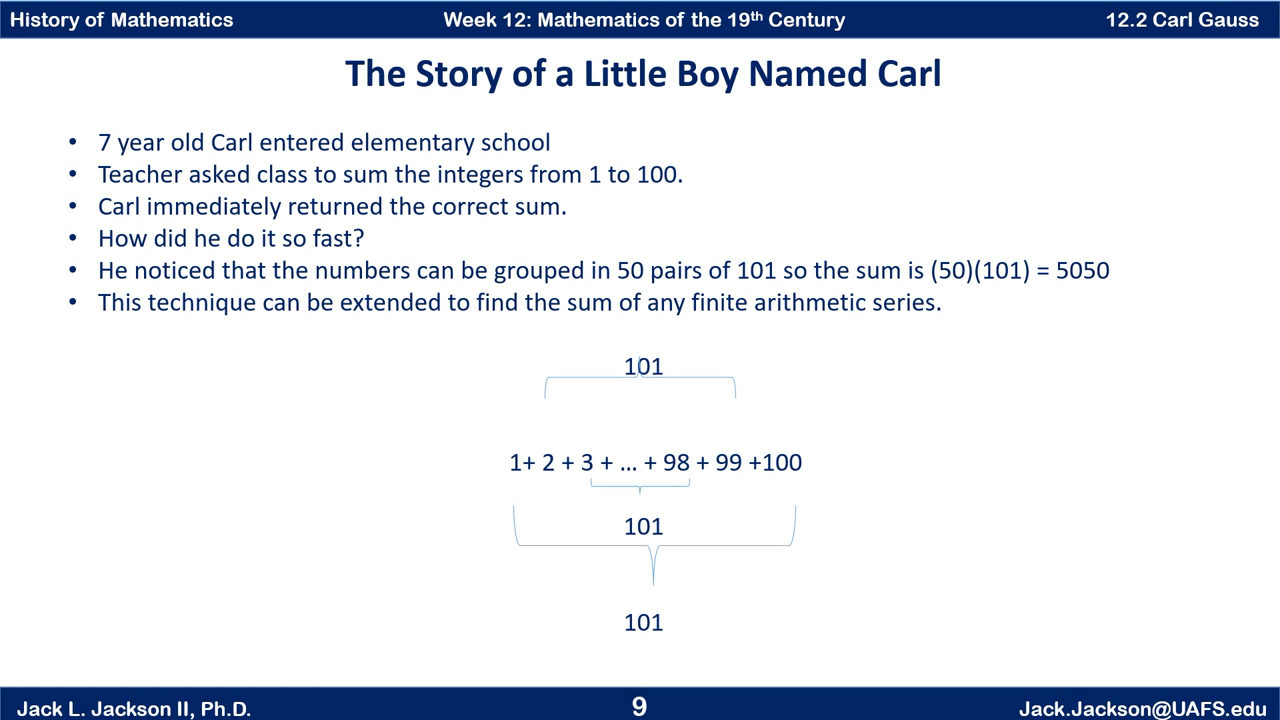 History of Mathematics
Week 12: Mathematics of the 19th Century
12.2 Carl Gauss
The Story of a Little Boy Named Carl
• 7 year old Carl entered elementary school
• Teacher asked class to sum the integers from 1 to 100.
• Carl immediately returned the correct sum.
• How did he do it so fast?
• He noticed that the numbers can be grouped in 50 pairs of 101 so the sum is (50)(101) = 5050
• This technique can be extended to find the sum of any finite arithmetic series.
101
1+ 2 + 3 + ... + 98 + 99 +100
101
101
Jack L. Jackson II, Ph.D.
9
Jack.Jackson@UAFS.edu